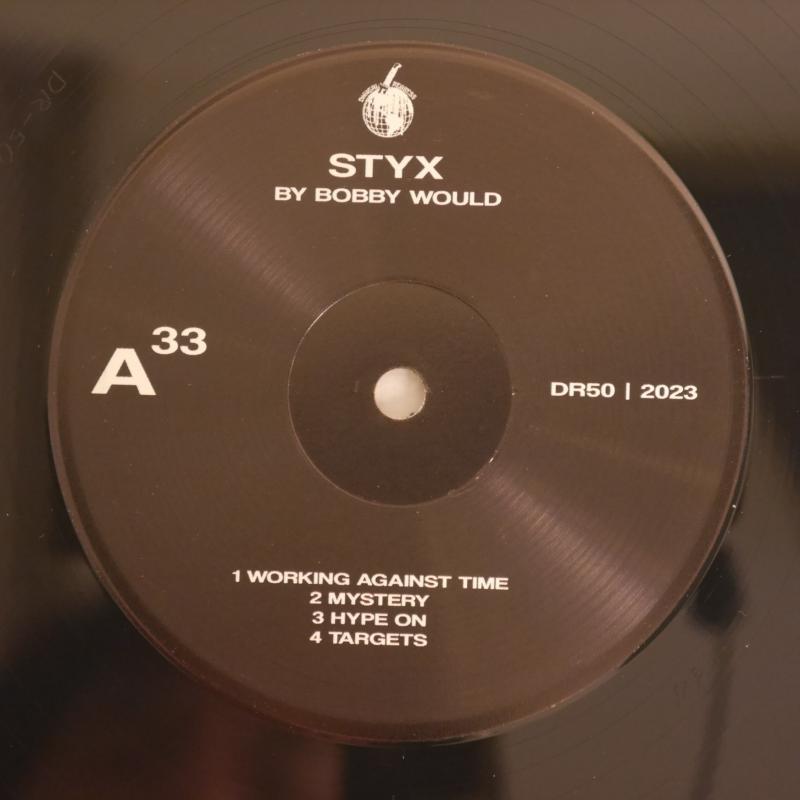 STYX
BY BOBBY WOULD
A 33
DR50 | 2023
1 WORKING AGAINST TIME
2 MYSTERY
3 HYPE ON
4 TARGETS